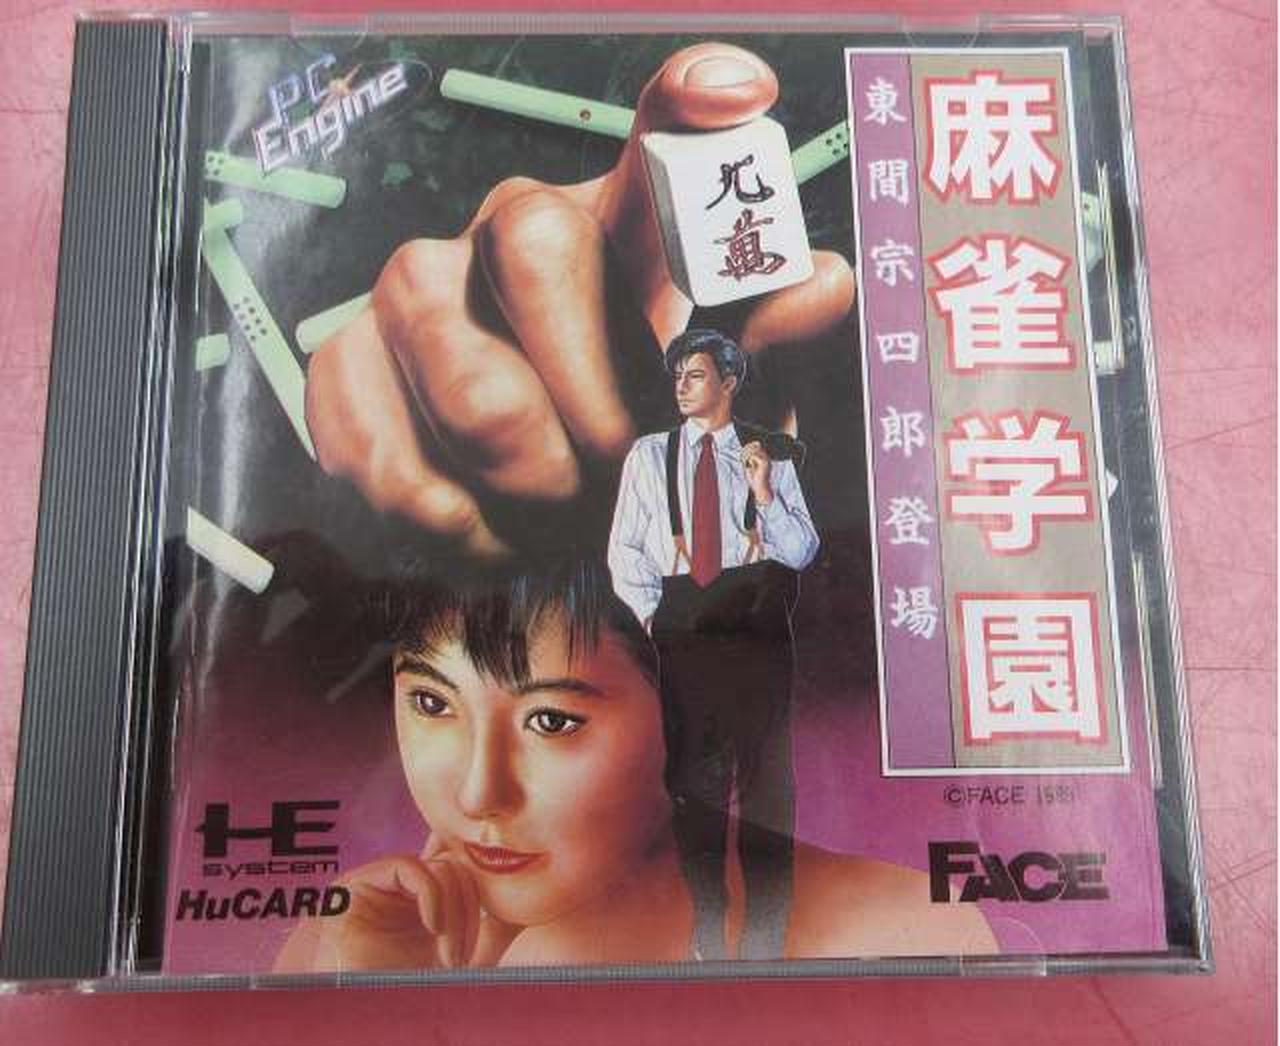 PC
Engine
麻雀学園
東間宗四郎登場
九萬
©FACE 1989
FACE
HE
system
HuCARD